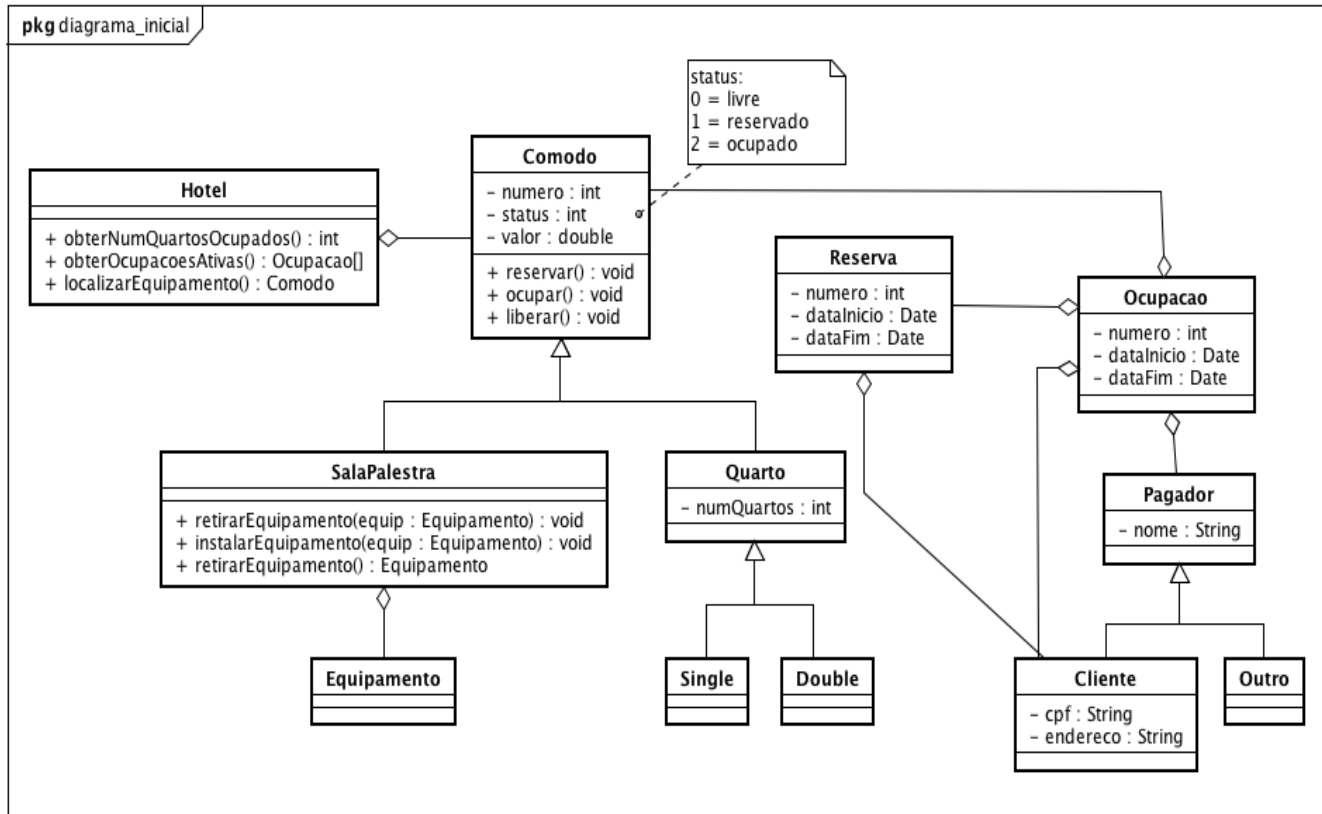 pkg diagrama_inicial
status:
0 = livre
1 = reservado
2 = ocupado
Comodo
– numero : int
– status : int
– valor : double
+ reservar() : void
+ ocupar() : void
+ liberar() : void
Hotel
+ obterNumQuartosOcupados() : int
+ obterOcupacoesAtivas() : Ocupacao[]
+ localizarEquipamento() : Comodo
Reserva
– numero : int
– dataInicio : Date
– dataFim : Date
Ocupacao
– numero : int
– dataInicio : Date
– dataFim : Date
SalaPalestra
+ retirarEquipamento(equip : Equipamento) : void
+ instalarEquipamento(equip : Equipamento) : void
+ retirarEquipamento() : Equipamento
Quarto
– numQuartos : int
Pagador
– nome : String
Equipamento
Single
Double
Cliente
– cpf : String
– endereco : String
Outro